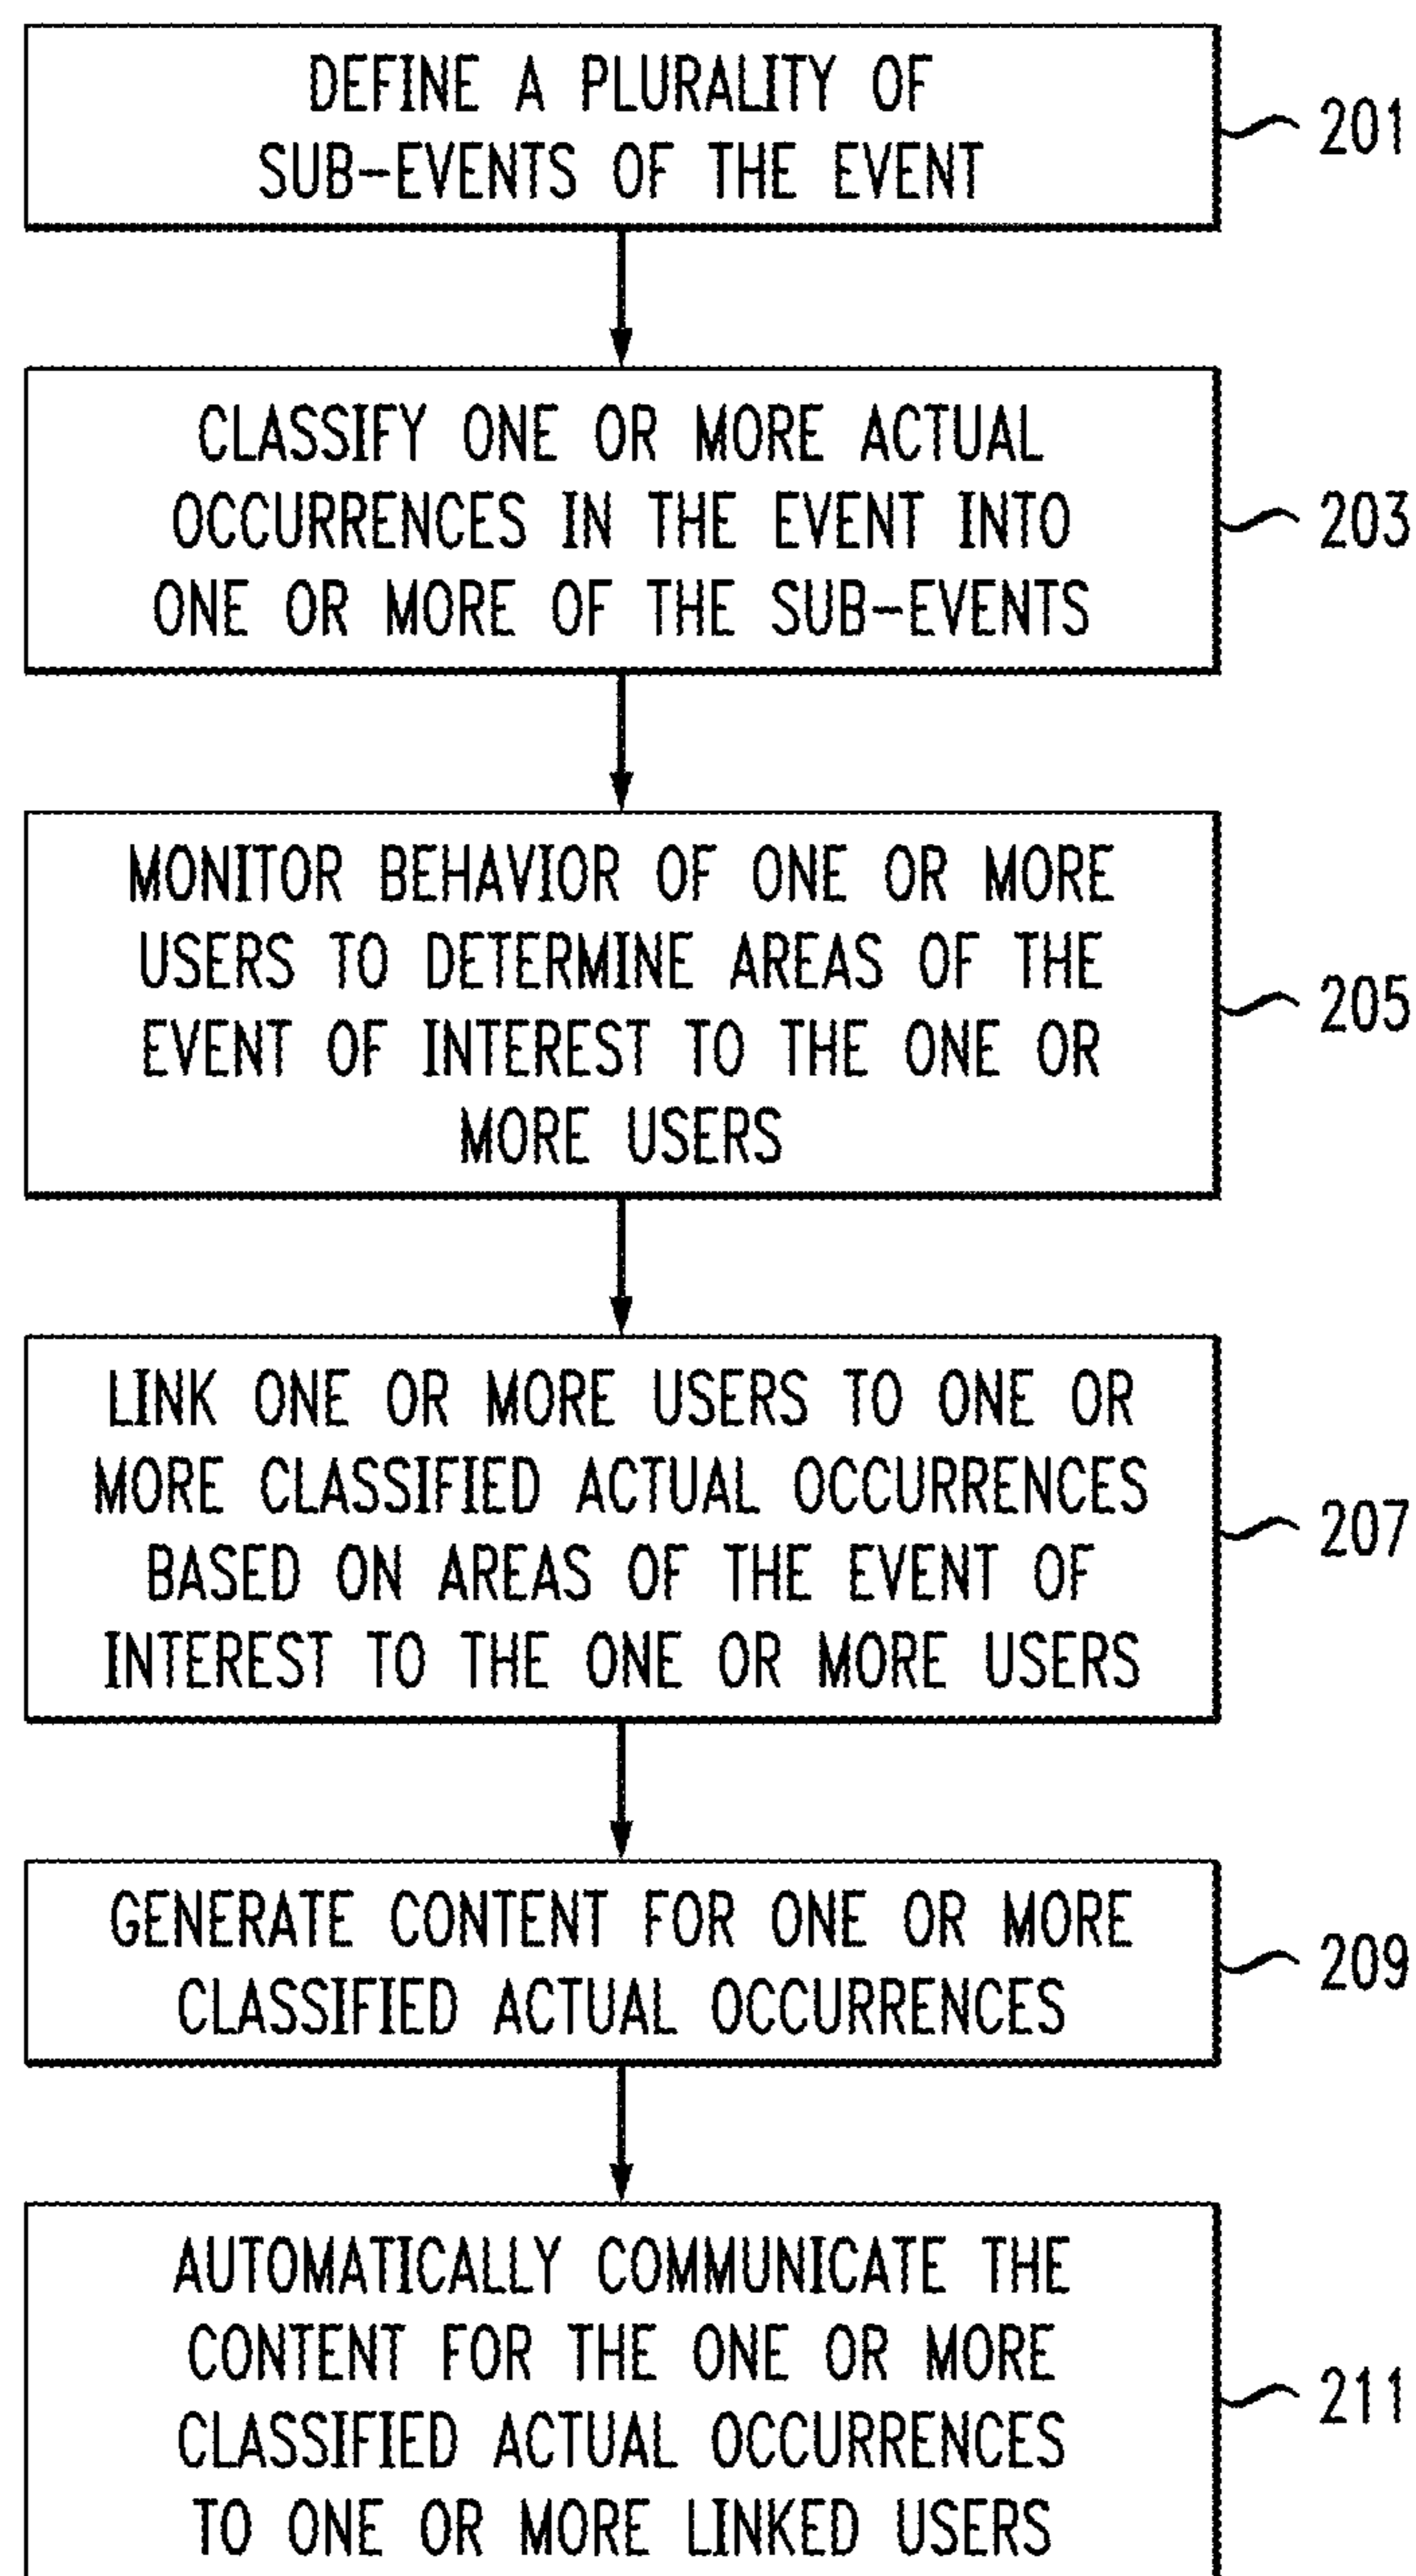 DEFINE A PLURALITY OF
SUB-EVENTS OF THE EVENT
201
CLASSIFY ONE OR MORE ACTUAL
OCCURRENCES IN THE EVENT INTO
ONE OR MORE OF THE SUB-EVENTS
203
MONITOR BEHAVIOR OF ONE OR MORE
USERS TO DETERMINE AREAS OF THE
EVENT OF INTEREST TO THE ONE OR
MORE USERS
205
LINK ONE OR MORE USERS TO ONE OR
MORE CLASSIFIED ACTUAL OCCURRENCES
BASED ON AREAS OF THE EVENT OF
INTEREST TO THE ONE OR MORE USERS
207
GENERATE CONTENT FOR ONE OR MORE
CLASSIFIED ACTUAL OCCURRENCES
209
AUTOMATICALLY COMMUNICATE THE
CONTENT FOR THE ONE OR MORE
CLASSIFIED ACTUAL OCCURRENCES
TO ONE OR MORE LINKED USERS
211